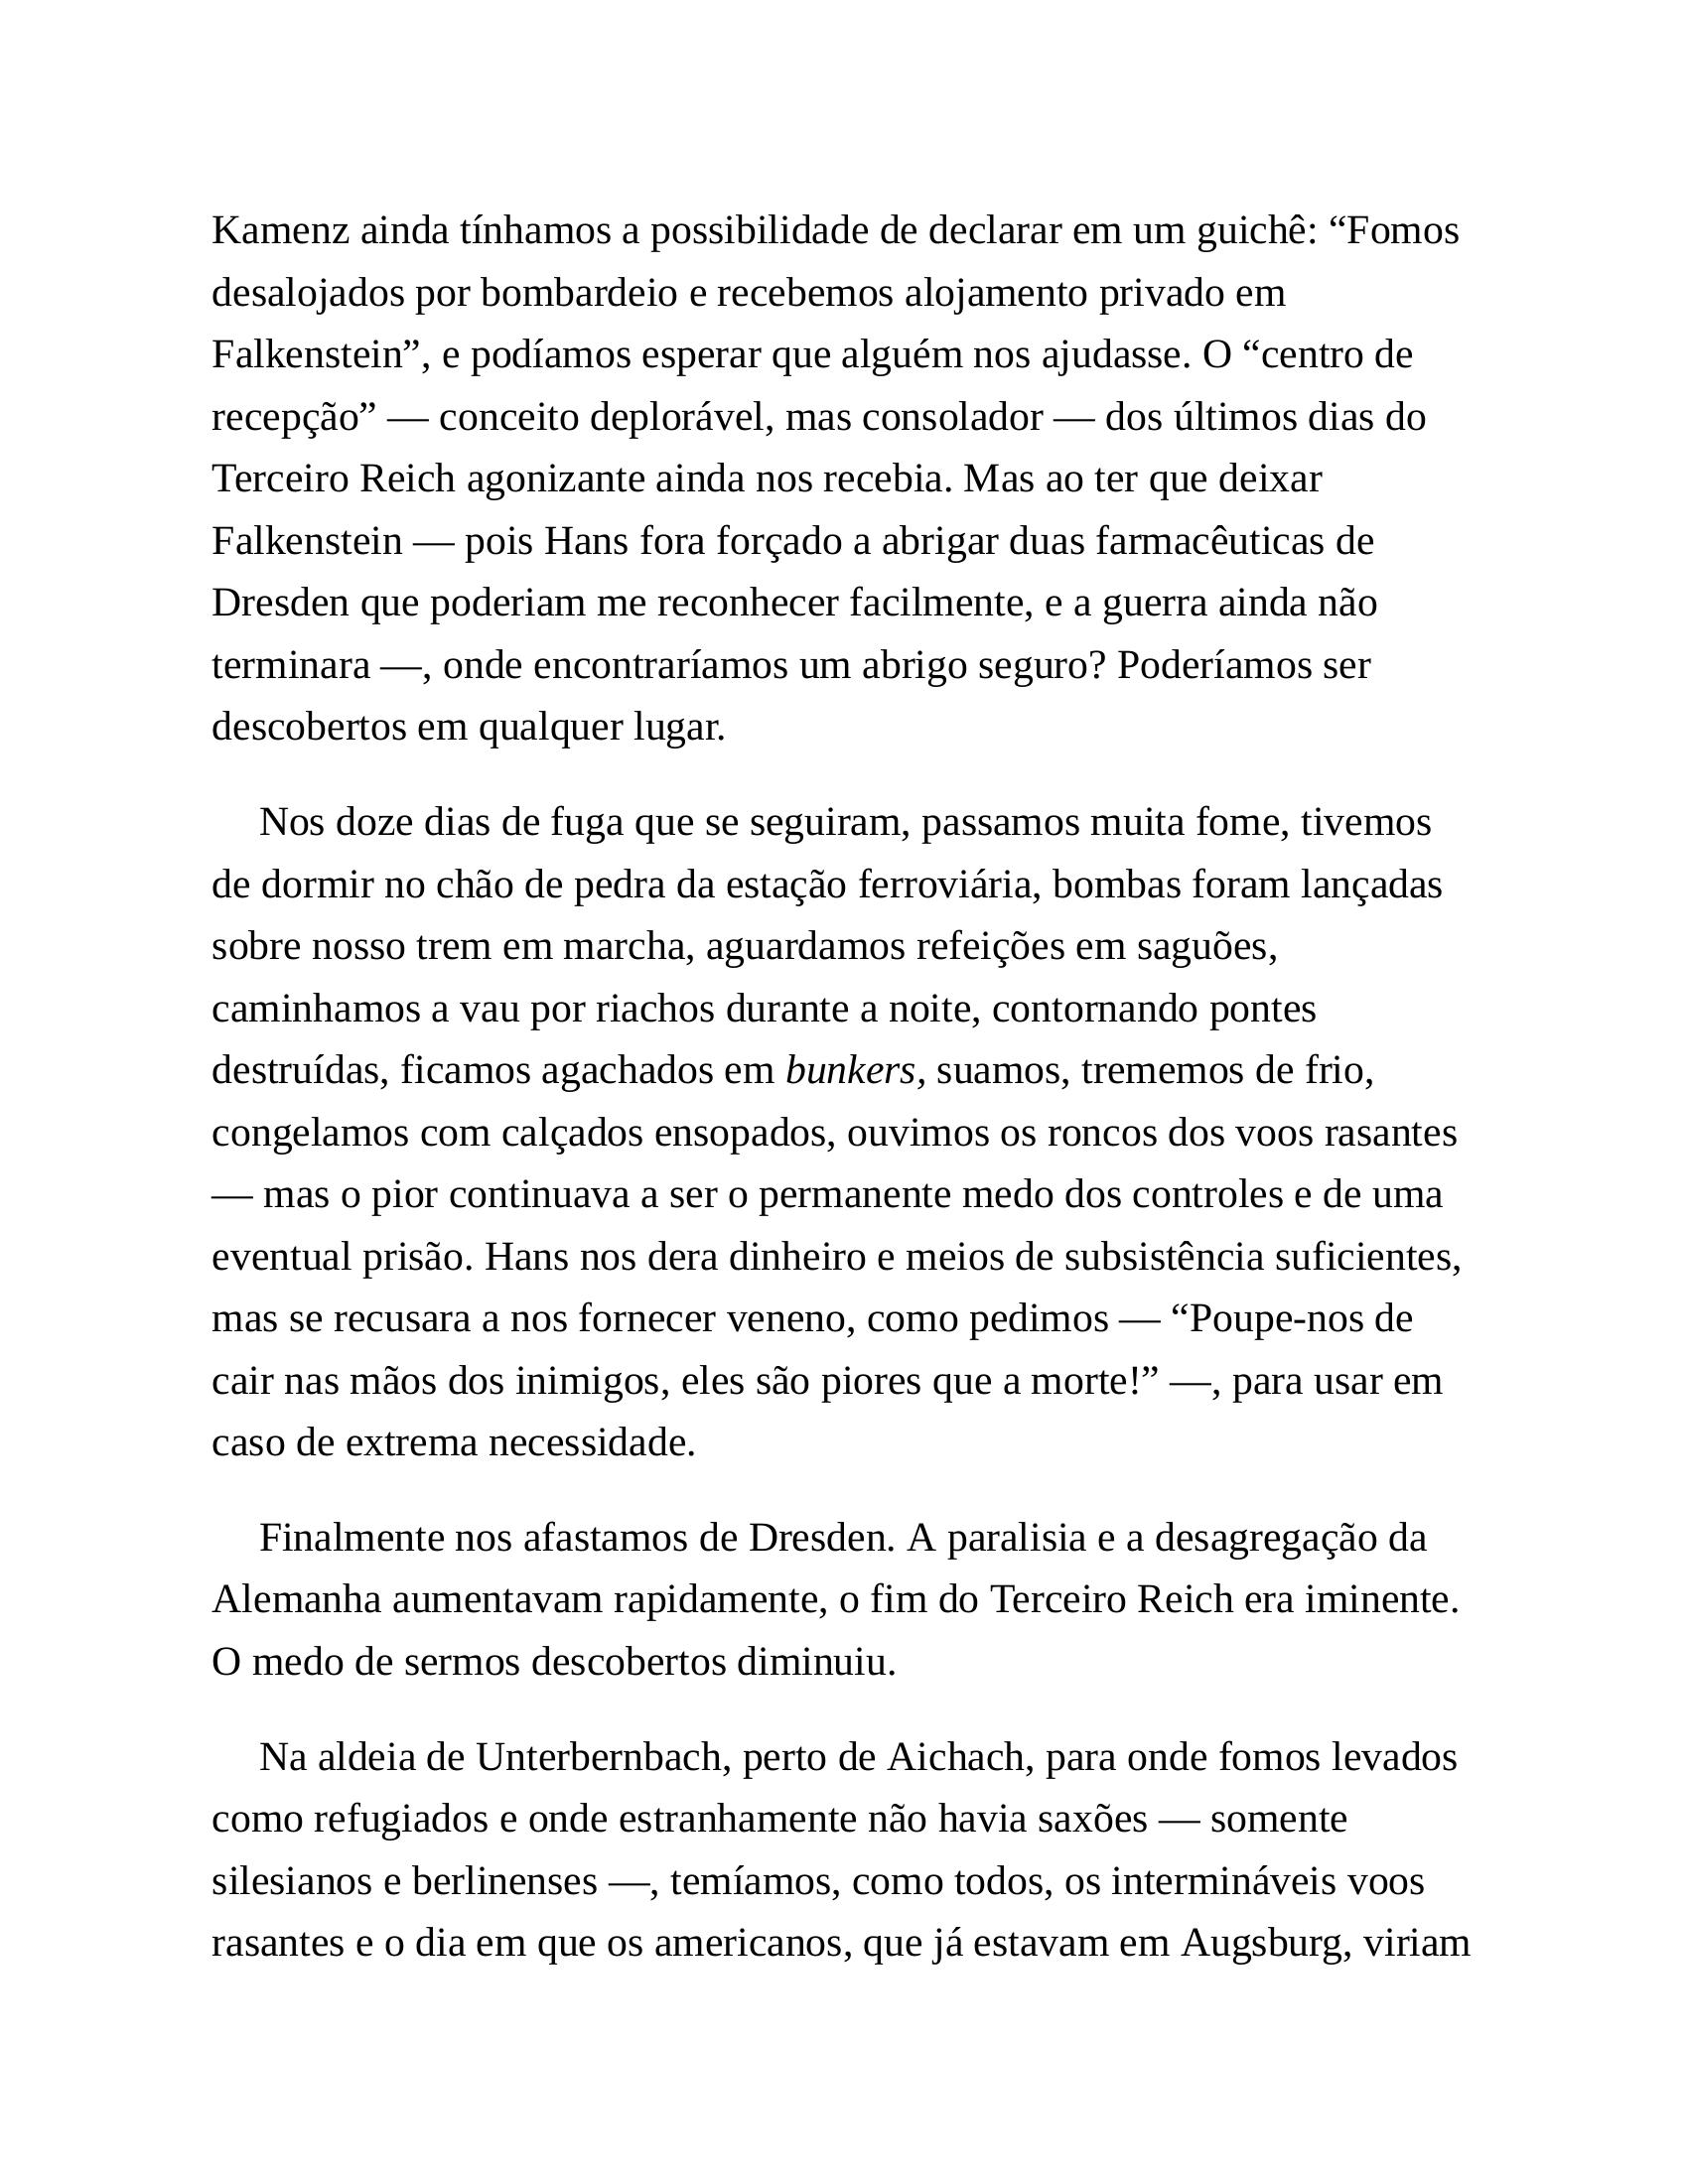 Kamenz ainda tínhamos a possibilidade de declarar em um guichê: “Fomos
desalojados por bombardeio e recebemos alojamento privado em
Falkenstein”, e podíamos esperar que alguém nos ajudasse. O “centro de
recepção” — conceito deplorável, mas consolador — dos últimos dias do
Terceiro Reich agonizante ainda nos recebia. Mas ao ter que deixar
Falkenstein — pois Hans fora forçado a abrigar duas farmacêuticas de
Dresden que poderiam me reconhecer facilmente, e a guerra ainda não
terminara —, onde encontraríamos um abrigo seguro? Poderíamos ser
descobertos em qualquer lugar.
Nos doze dias de fuga que se seguiram, passamos muita fome, tivemos
de dormir no chão de pedra da estação ferroviária, bombas foram lançadas
sobre nosso trem em marcha, aguardamos refeições em saguões,
caminhamos a vau por riachos durante a noite, contornando pontes
destruídas, ficamos agachados em bunkers, suamos, trememos de frio,
congelamos com calçados ensopados, ouvimos os roncos dos voos rasantes
— mas o pior continuava a ser o permanente medo dos controles e de uma
eventual prisão. Hans nos dera dinheiro e meios de subsistência suficientes,
mas se recusara a nos fornecer veneno, como pedimos — “Poupe-nos de
cair nas mãos dos inimigos, eles são piores que a morte!” —, para usar em
caso de extrema necessidade.
Finalmente nos afastamos de Dresden. A paralisia e a desagregação da
Alemanha aumentavam rapidamente, o fim do Terceiro Reich era iminente.
O medo de sermos descobertos diminuiu.
Na aldeia de Unterbernbach, perto de Aichach, para onde fomos levados
como refugiados e onde estranhamente não havia saxões — somente
silesianos e berlinenses —, temíamos, como todos, os intermináveis voos
rasantes e o dia em que os americanos, que já estavam em Augsburg, viriam